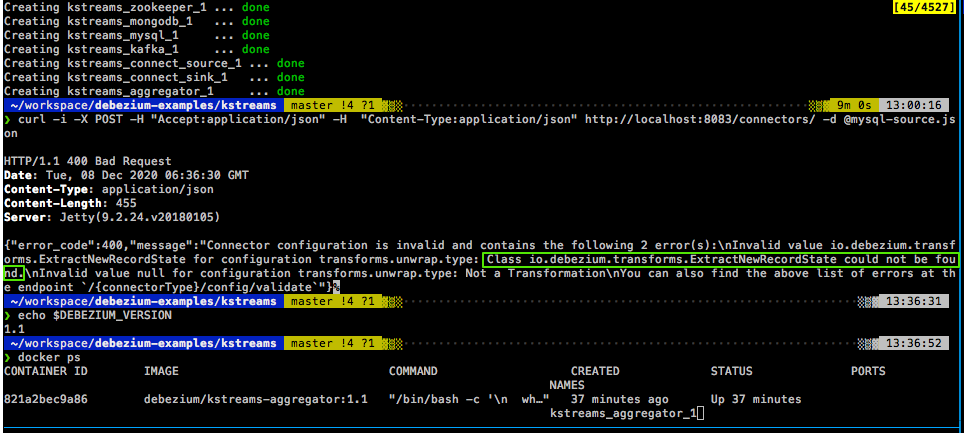 Creating kstreams_zookeeper_1 ... done [45/4527]
Creating kstreams_mongodb_1   ... done
Creating kstreams_mysql_1     ... done
Creating kstreams_kafka_1     ... done
Creating kstreams_connect_source_1 ... done
Creating kstreams_connect_sink_1   ... done
Creating kstreams_aggregator_1 ... done
~/workspace/debezium-examples/kstreams master !4 ?1 9m 0s 13:00:16
❯ curl -i -X POST -H "Accept:application/json" -H  "Content-Type:application/json" http://localhost:8083/connectors/ -d @mysql-source.js
on
HTTP/1.1 400 Bad Request
Date: Tue, 08 Dec 2020 06:36:30 GMT
Content-Type: application/json
Content-Length: 455
Server: Jetty(9.2.24.v20180105)
{"error_code":400,"message":"Connector configuration is invalid and contains the following 2 error(s):\nInvalid value io.debezium.transf
orms.ExtractNewRecordState for configuration transforms.unwrap.type: Class io.debezium.transforms.ExtractNewRecordState could not be fou
nd.\nInvalid value null for configuration transforms.unwrap.type: Not a Transformation\nYou can also find the above list of errors at th
e endpoint `/{connectorType}/config/validate`"}%
~/workspace/debezium-examples/kstreams master !4 ?1 13:36:31
❯ echo $DEBEZIUM_VERSION
1.1
~/workspace/debezium-examples/kstreams master !4 ?1 13:36:52
❯ docker ps
CONTAINER ID        IMAGE                              COMMAND                  CREATED             STATUS              PORTS
NAMES
821a2bec9a86        debezium/kstreams-aggregator:1.1   "/bin/bash -c '\n  wh…"   37 minutes ago      Up 37 minutes
kstreams_aggregator_1